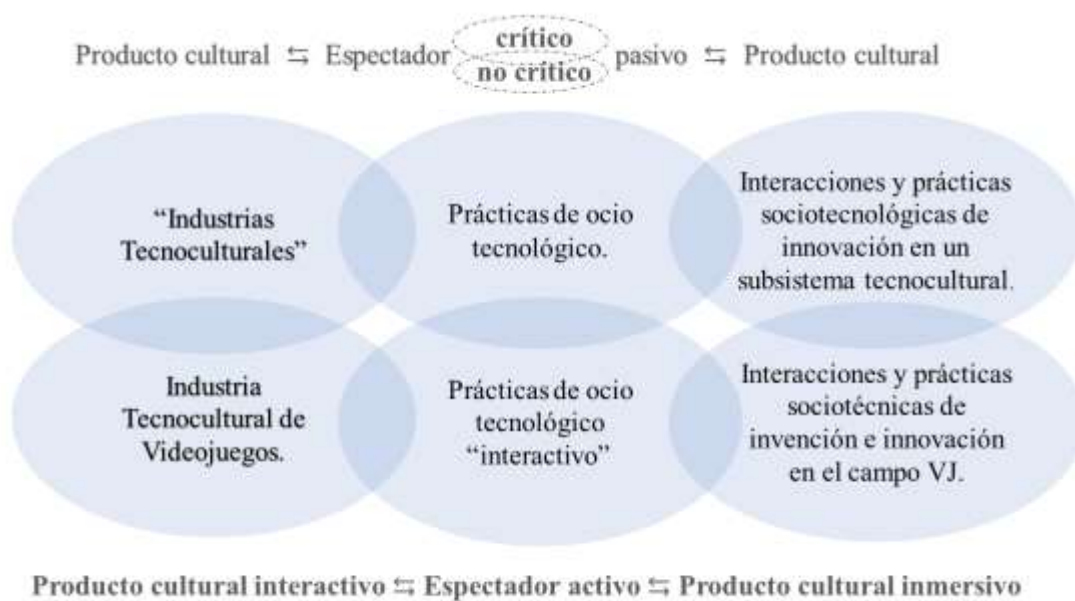 crítico
Producto cultural ⇆ Espectador pasivo ⇆ Producto cultural
no crítico
“Industrias
Tecnoculturales”
Prácticas de ocio
tecnológico.
Interacciones y prácticas
sociotecnológicas de
innovación en un
subsistema tecnocultural.
Industria
Tecnocultural de
Videojuegos.
Prácticas de ocio
tecnológico
“interactivo”
Interacciones y prácticas
sociotécnicas de
invención e innovación
en el campo VJ.
Producto cultural interactivo ⇆ Espectador activo ⇆ Producto cultural inmersivo